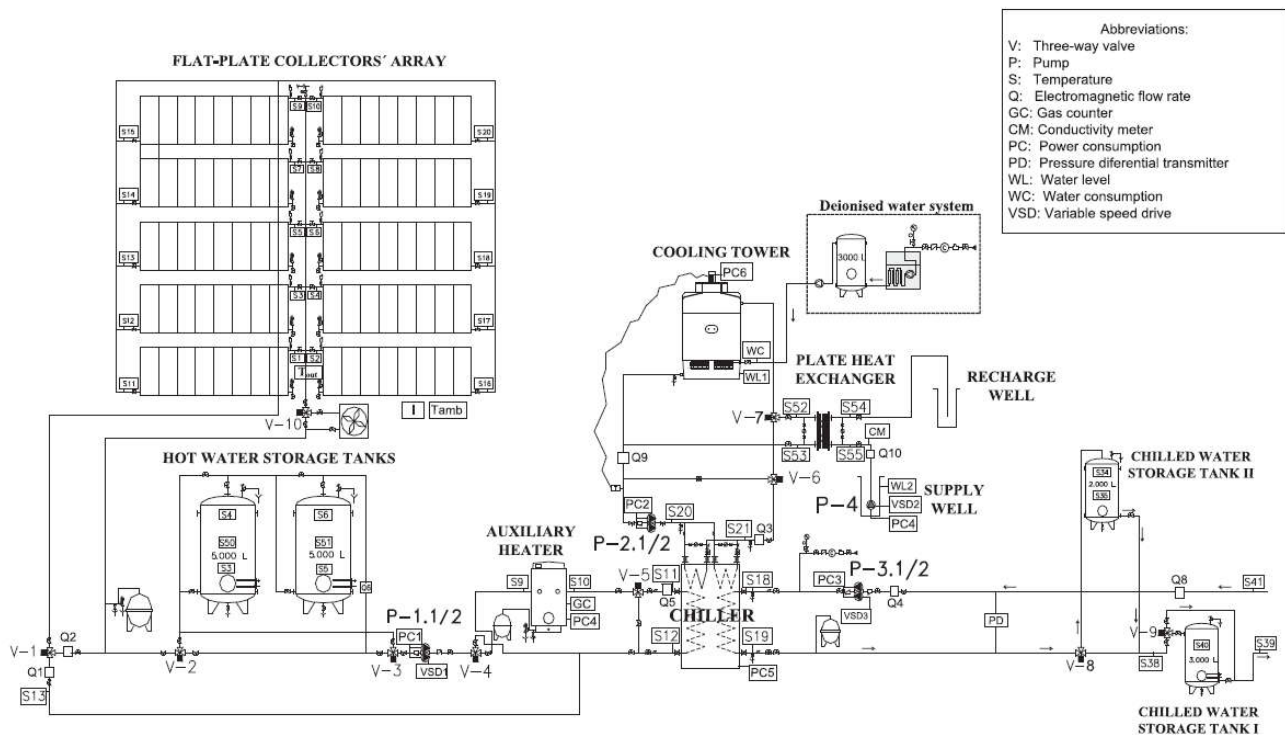 Abbreviations:
V: Three-way valve
P: Pump
S: Temperature
Q: Electromagnetic flow rate
GC: Gas counter
CM: Conductivity meter
PC: Power consumption
PD: Pressure diferential transmitter
WL: Water level
WC: Water consumption
VSD: Variable speed drive
FLAT-PLATE COLLECTORS´ ARRAY
S9 S10
S15
S20
S7 S8
S14
S19
S5 S6
S13
S18
S3 S4
S12
S17
S1 S2
S11
Tout
S16
I Tamb
V-10
Deionised water system
3000 L
C
COOLING TOWER
PC6
WC
WL1
PLATE HEAT
EXCHANGER
RECHARGE
WELL
V-7
S52
S54
CM
S53
S55
Q10
Q9
V-6
P-4
WL2
VSD2
PC4
SUPPLY
WELL
HOT WATER STORAGE TANKS
S4
S50
5.000 L
S3
S6
S51
5.000 L
S5
CHILLED WATER
STORAGE TANK II
S34
2.000 L
S35
PC2
S20
P-2.1/2
S21
Q3
AUXILIARY
HEATER
S9
S10
GC
PC4
V-5
S11
Q5
S12
CHILLER
S18
S19
PC5
C
PC3
P-3.1/2
VSD3
Q4
PD
Q8
S41
P-1.1/2
PC1
VSD1
V-1
Q2
Q1
S13
V-2
V-3
V-4
V-8
V-9
S38
S40
3.000 L
S39
CHILLED WATER
STORAGE TANK I